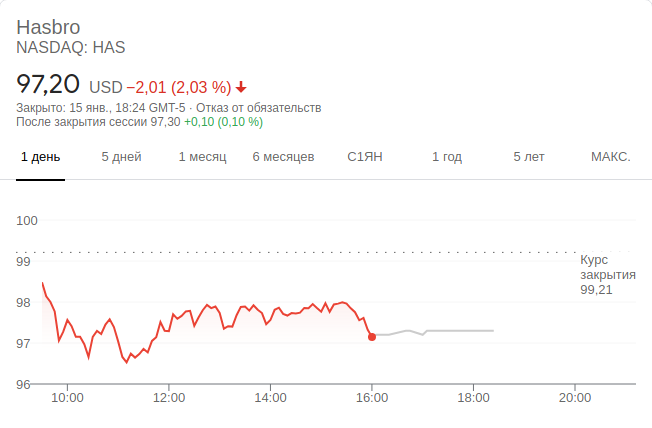 Hasbro
NASDAQ: HAS
97,20 USD −2,01 (2,03 %)
Закрыто: 15 янв., 18:24 GMT-5 · Отказ от обязательств
После закрытия сессии 97,30 +0,10 (0,10 %)
1 день 5 дней 1 месяц 6 месяцев С1ЯН 1 год 5 лет МАКС.
100
99
98
97
96
Курс
закрытия
99,21
10:00 12:00 14:00 16:00 18:00 20:00